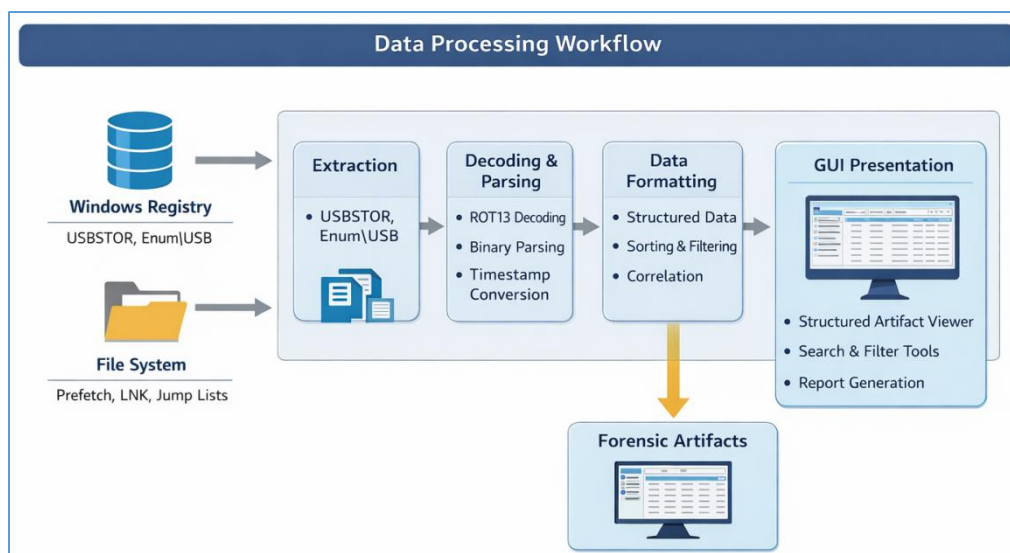 Data Processing Workflow
Windows Registry
USBSTOR, Enum\USB
File System
Prefetch, LNK, Jump Lists
Extraction
• USBSTOR,
Enum\USB
Decoding &
Parsing
• ROT13 Decoding
• Binary Parsing
• Timestamp
Conversion
Data
Formatting
• Structured Data
• Sorting & Filtering
• Correlation
GUI Presentation
• Structured Artifact Viewer
• Search & Filter Tools
• Report Generation
Forensic Artifacts